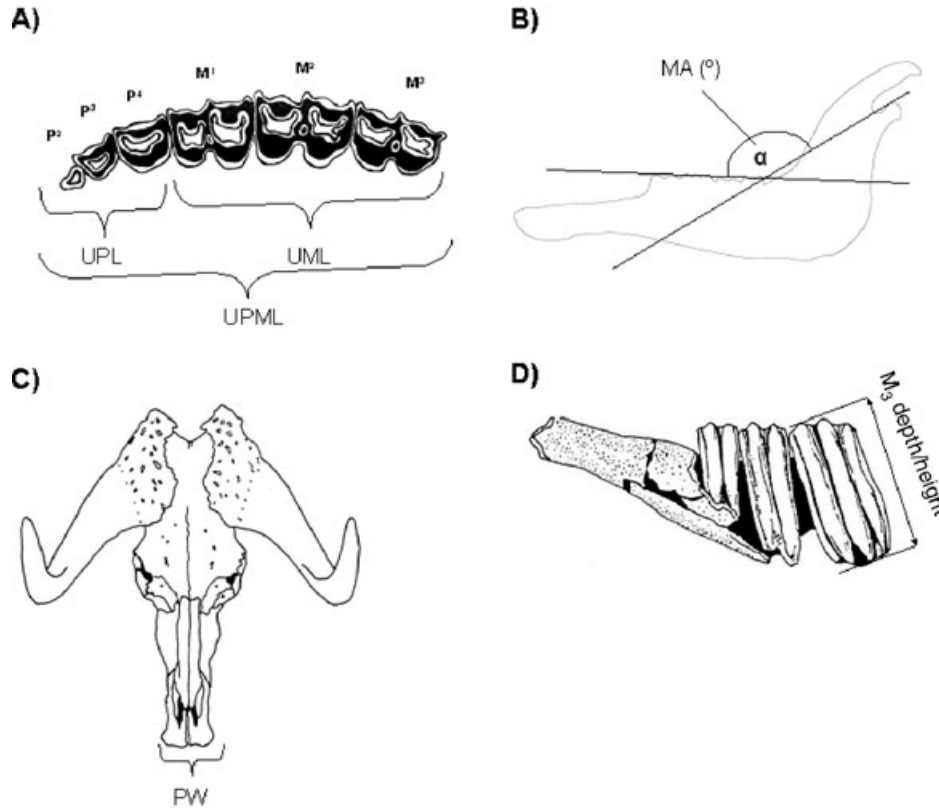 A)
P² P³ P⁴ M¹ M² M³
UPL UML
UPML
B)
MA (º)
α
C)
PW
D)
M₃ depth/height